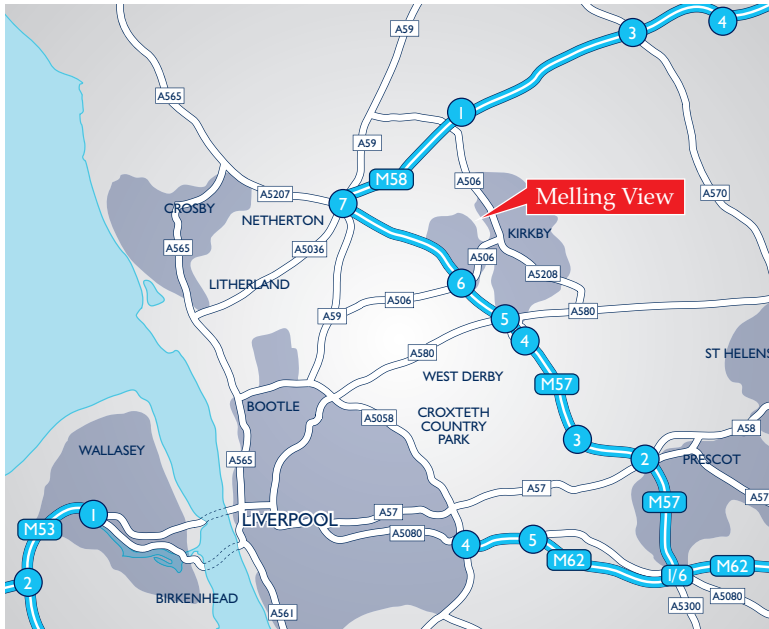 4
3
A59
A565
1
A59
M58
A506
Melling View
A570
A5207
7
CROSBY
NETHERTON
KIRKBY
A565
A5036
A506
A5208
LITHERLAND
6
A506
A59
5
A580
4
A580
ST HELENS
WEST DERBY
M57
BOOTLE
CROXTETH
COUNTRY
PARK
A5058
A58
3
WALLASEY
A565
2
PRESCOT
A57
M57
A57
1
A57
LIVERPOOL
M53
A5080
4
5
M62
M62
1/6
2
BIRKENHEAD
A5080
A561
A5300